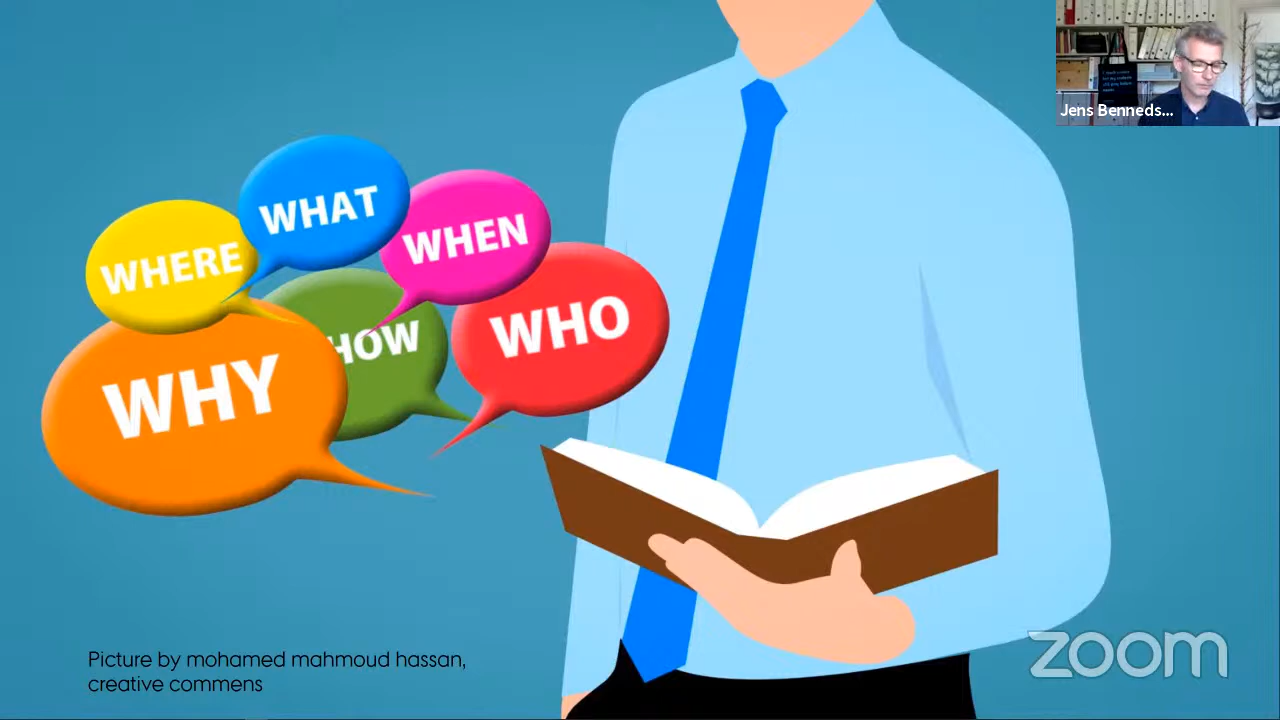 WHERE
WHAT
WHEN
WHY
HOW
WHO
Jens Benneds...
Picture by mohamed mahmoud hassan,
creative commens
zoom